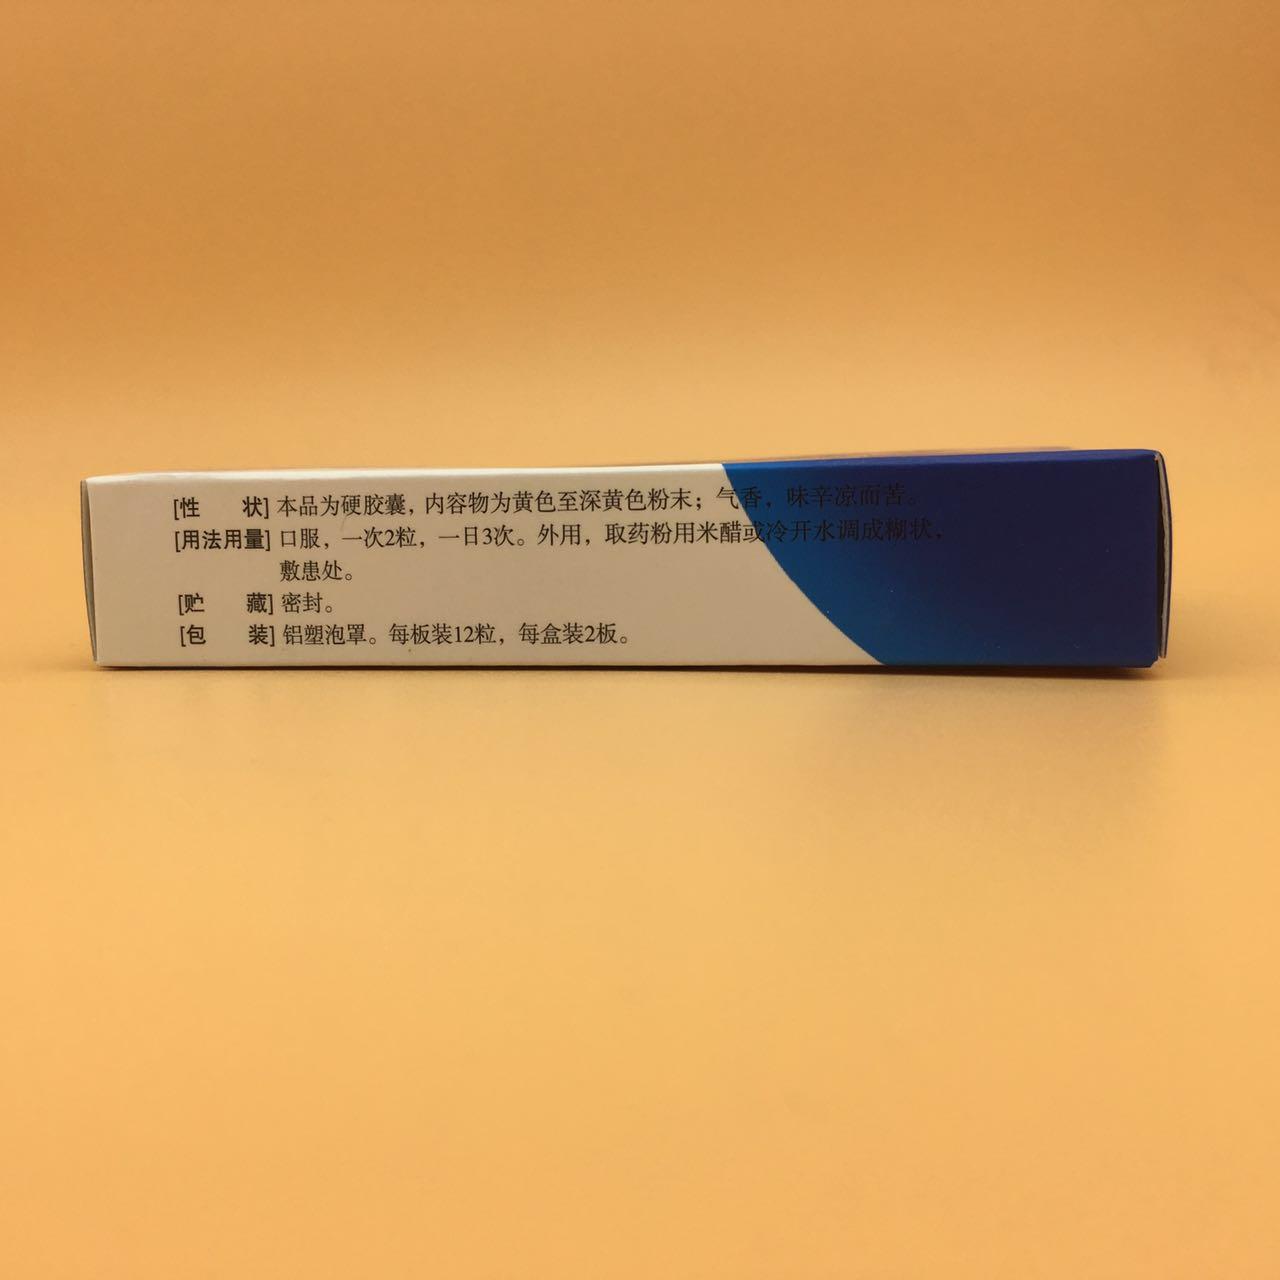 [性 状] 本品为硬胶囊，内容物为黄色至深黄色粉末；气香，味辛凉而苦。
[用法用量] 口服，一次2粒，一日3次。外用，取药粉用米醋或冷开水调成糊状，
敷患处。
[贮 藏] 密封。
[包 装] 铝塑泡罩。每板装12粒，每盒装2板。